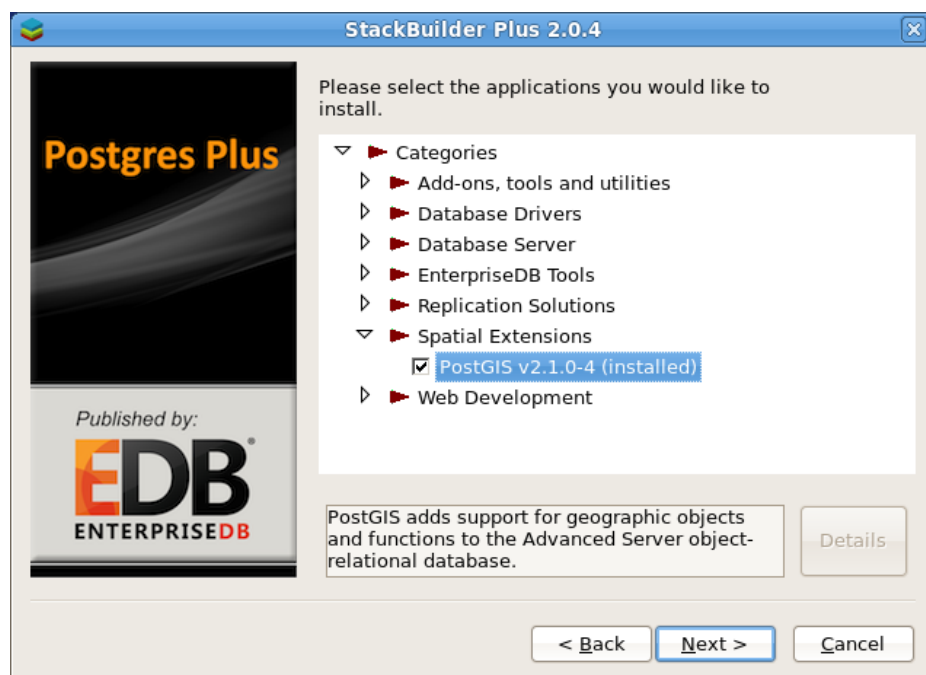 StackBuilder Plus 2.0.4
Postgres Plus
Published by:
EDB®
ENTERPRISEDB
Please select the applications you would like to
install.
Categories
Add-ons, tools and utilities
Database Drivers
Database Server
EnterpriseDB Tools
Replication Solutions
Spatial Extensions
PostGIS v2.1.0-4 (installed)
Web Development
PostGIS adds support for geographic objects
and functions to the Advanced Server object-
relational database.
Details
< Back
Next >
Cancel